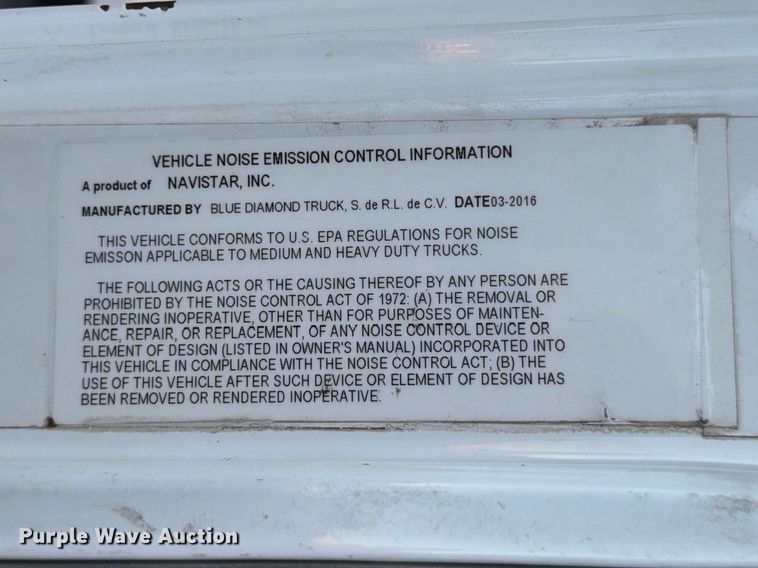 VEHICLE NOISE EMISSION CONTROL INFORMATION
A product of NAVISTAR, INC.
MANUFACTURED BY BLUE DIAMOND TRUCK, S. de R.L. de C.V. DATE03-2016
THIS VEHICLE CONFORMS TO U.S. EPA REGULATIONS FOR NOISE
EMISSON APPLICABLE TO MEDIUM AND HEAVY DUTY TRUCKS.
THE FOLLOWING ACTS OR THE CAUSING THEREOF BY ANY PERSON ARE
PROHIBITED BY THE NOISE CONTROL ACT OF 1972: (A) THE REMOVAL OR
RENDERING INOPERATIVE, OTHER THAN FOR PURPOSES OF MAINTEN-
ANCE, REPAIR, OR REPLACEMENT, OF ANY NOISE CONTROL DEVICE OR
ELEMENT OF DESIGN (LISTED IN OWNER'S MANUAL) INCORPORATED INTO
THIS VEHICLE IN COMPLIANCE WITH THE NOISE CONTROL ACT; (B) THE
USE OF THIS VEHICLE AFTER SUCH DEVICE OR ELEMENT OF DESIGN HAS
BEEN REMOVED OR RENDERED INOPERATIVE.
Purple Wave Auction